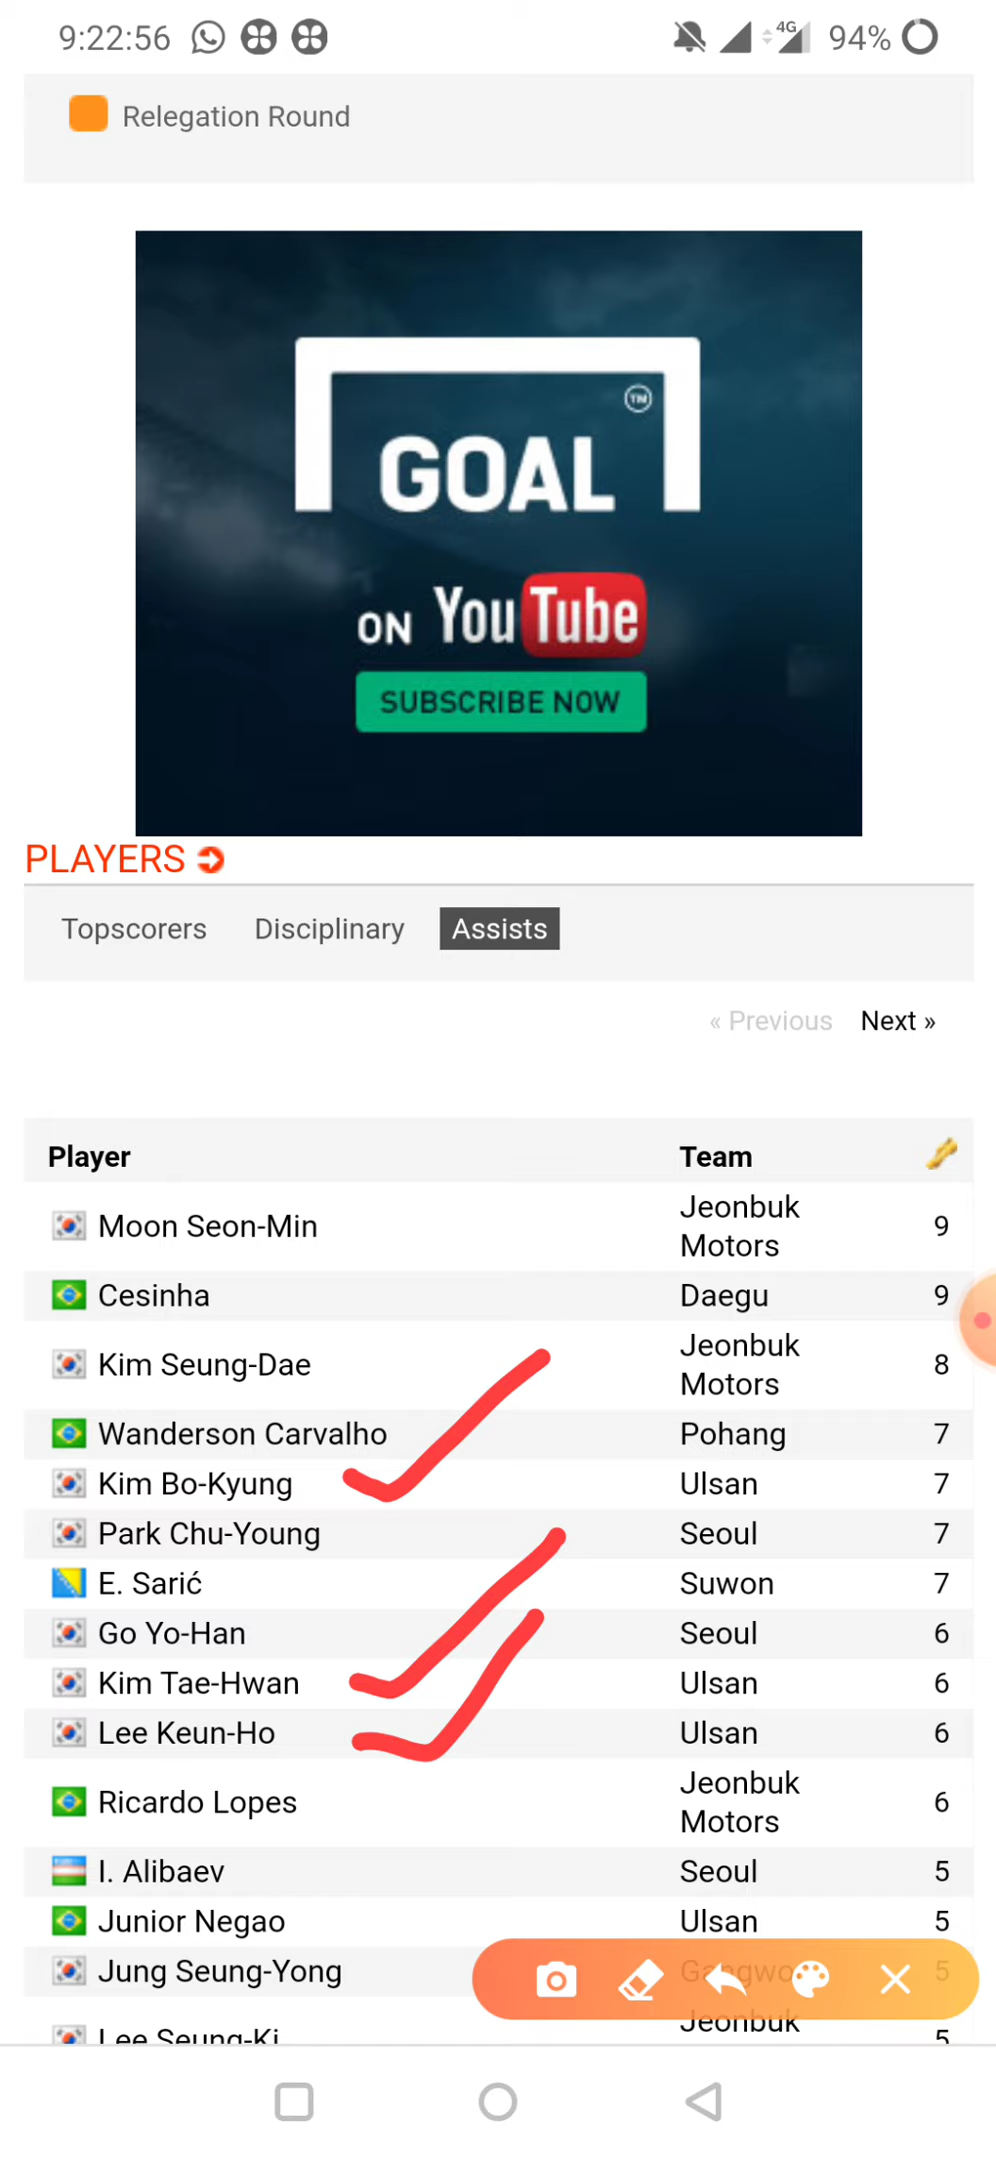 9:22:56 4G 94%
Relegation Round
TM
GOAL
ON YouTube
SUBSCRIBE NOW
PLAYERS
Topscorers Disciplinary Assists
« Previous Next »
Player Team
Moon Seon-Min Jeonbuk Motors 9
Cesinha Daegu 9
Kim Seung-Dae Jeonbuk Motors 8
Wanderson Carvalho Pohang 7
Kim Bo-Kyung Ulsan 7
Park Chu-Young Seoul 7
E. Sarić Suwon 7
Go Yo-Han Seoul 6
Kim Tae-Hwan Ulsan 6
Lee Keun-Ho Ulsan 6
Ricardo Lopes Jeonbuk Motors 6
I. Alibaev Seoul 5
Junior Negao Ulsan 5
Jung Seung-Yong 5
Lee Seung-Ki Jeonbuk 5